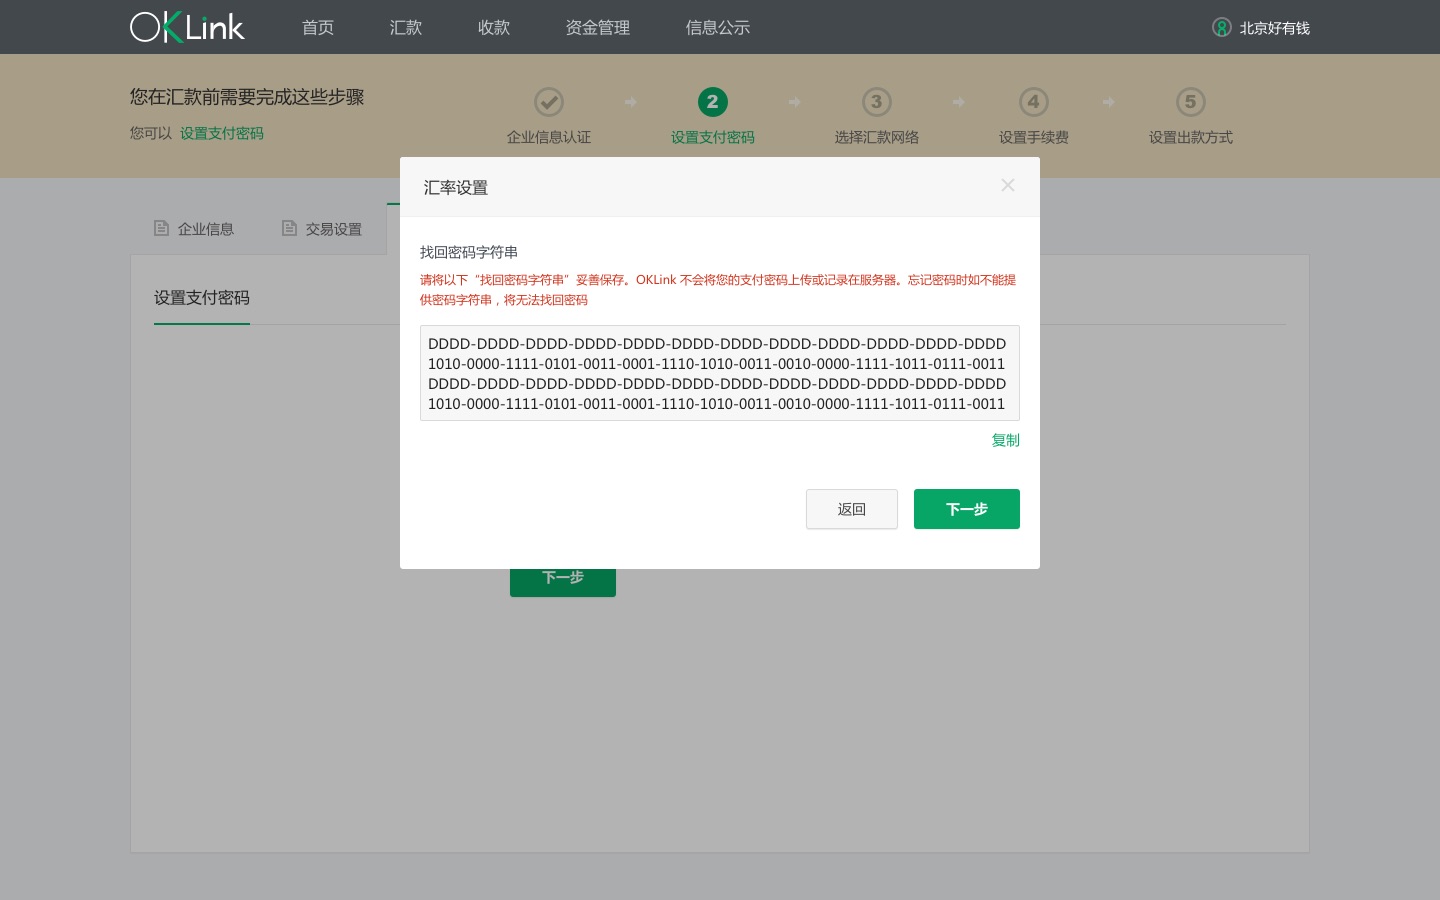 OKLink
首页
汇款
收款
资金管理
信息公示
北京好有钱
您在汇款前需要完成这些步骤
您可以 设置支付密码
2
3
4
5
企业信息认证
设置支付密码
选择汇款网络
设置手续费
设置出款方式
企业信息
交易设置
设置支付密码
汇率设置
找回密码字符串
请将以下“找回密码字符串”妥善保存。OKLink 不会将您的支付密码上传或记录在服务器。忘记密码时如不能提
供密码字符串，将无法找回密码
DDDD-DDDD-DDDD-DDDD-DDDD-DDDD-DDDD-DDDD-DDDD-DDDD-DDDD-DDDD
1010-0000-1111-0101-0011-0001-1110-1010-0011-0010-0000-1111-1011-0111-0011
DDDD-DDDD-DDDD-DDDD-DDDD-DDDD-DDDD-DDDD-DDDD-DDDD-DDDD-DDDD
1010-0000-1111-0101-0011-0001-1110-1010-0011-0010-0000-1111-1011-0111-0011
复制
返回
下一步
下一步